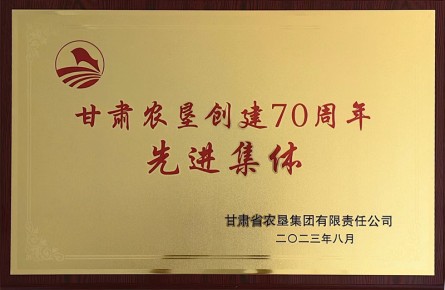 甘肃农垦创建70周年
先进集体
甘肃省农垦集团有限责任公司
二〇二三年八月